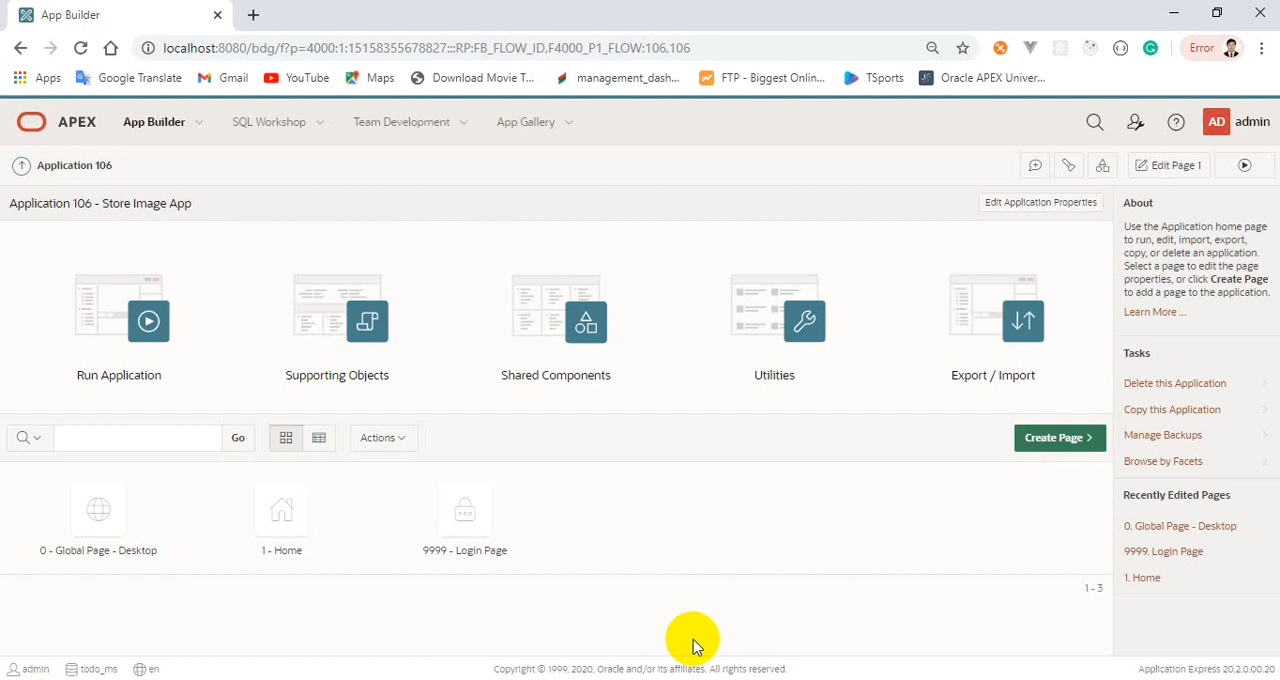 App Builder
localhost:8080/bdg/f?p=4000:1:15158355678827:::RP:FB_FLOW_ID,F4000_P1_FLOW:106,106
Error
Apps
Google Translate
Gmail
YouTube
Maps
Download Movie T...
management_dash...
FTP - Biggest Onlin...
TSports
Oracle APEX Univer...
APEX
App Builder
SQL Workshop
Team Development
App Gallery
AD
admin
Application 106
Edit Page 1
Application 106 - Store Image App
Edit Application Properties
Run Application
Supporting Objects
Shared Components
Utilities
Export / Import
Go
Actions
Create Page >
0 - Global Page - Desktop
1 - Home
9999 - Login Page
1 - 3
About
Use the Application home page
to run, edit, import, export,
copy, or delete an application.
Select a page to edit the page
properties, or click Create Page
to add a page to the application.
Learn More ...
Tasks
Delete this Application
Copy this Application
Manage Backups
Browse by Facets
Recently Edited Pages
0. Global Page - Desktop
9999. Login Page
1. Home
admin
todo_ms
en
Copyright © 1999, 2020, Oracle and/or its affiliates. All rights reserved.
Application Express 20.2.0.00.20